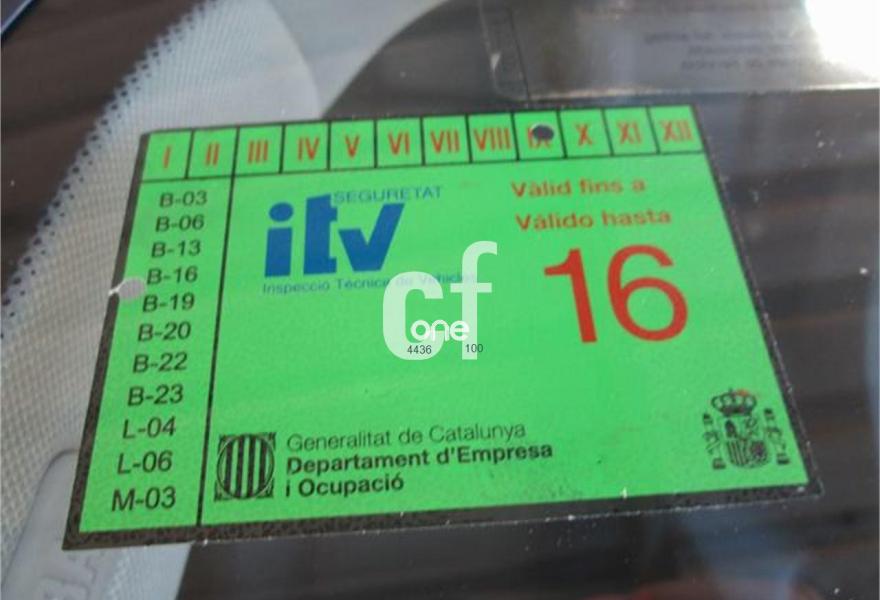 I II III IV V VI VII VIII IX X XI XII
B-03
B-06
B-13
B-16
B-19
B-20
B-22
B-23
L-04
L-06
M-03
SEGURETAT
itv
Inspecció Tècnica de Vehicles
Vàlid fins a
Válido hasta
16
cf
one
4436 100
Generalitat de Catalunya
Departament d'Empresa
i Ocupació